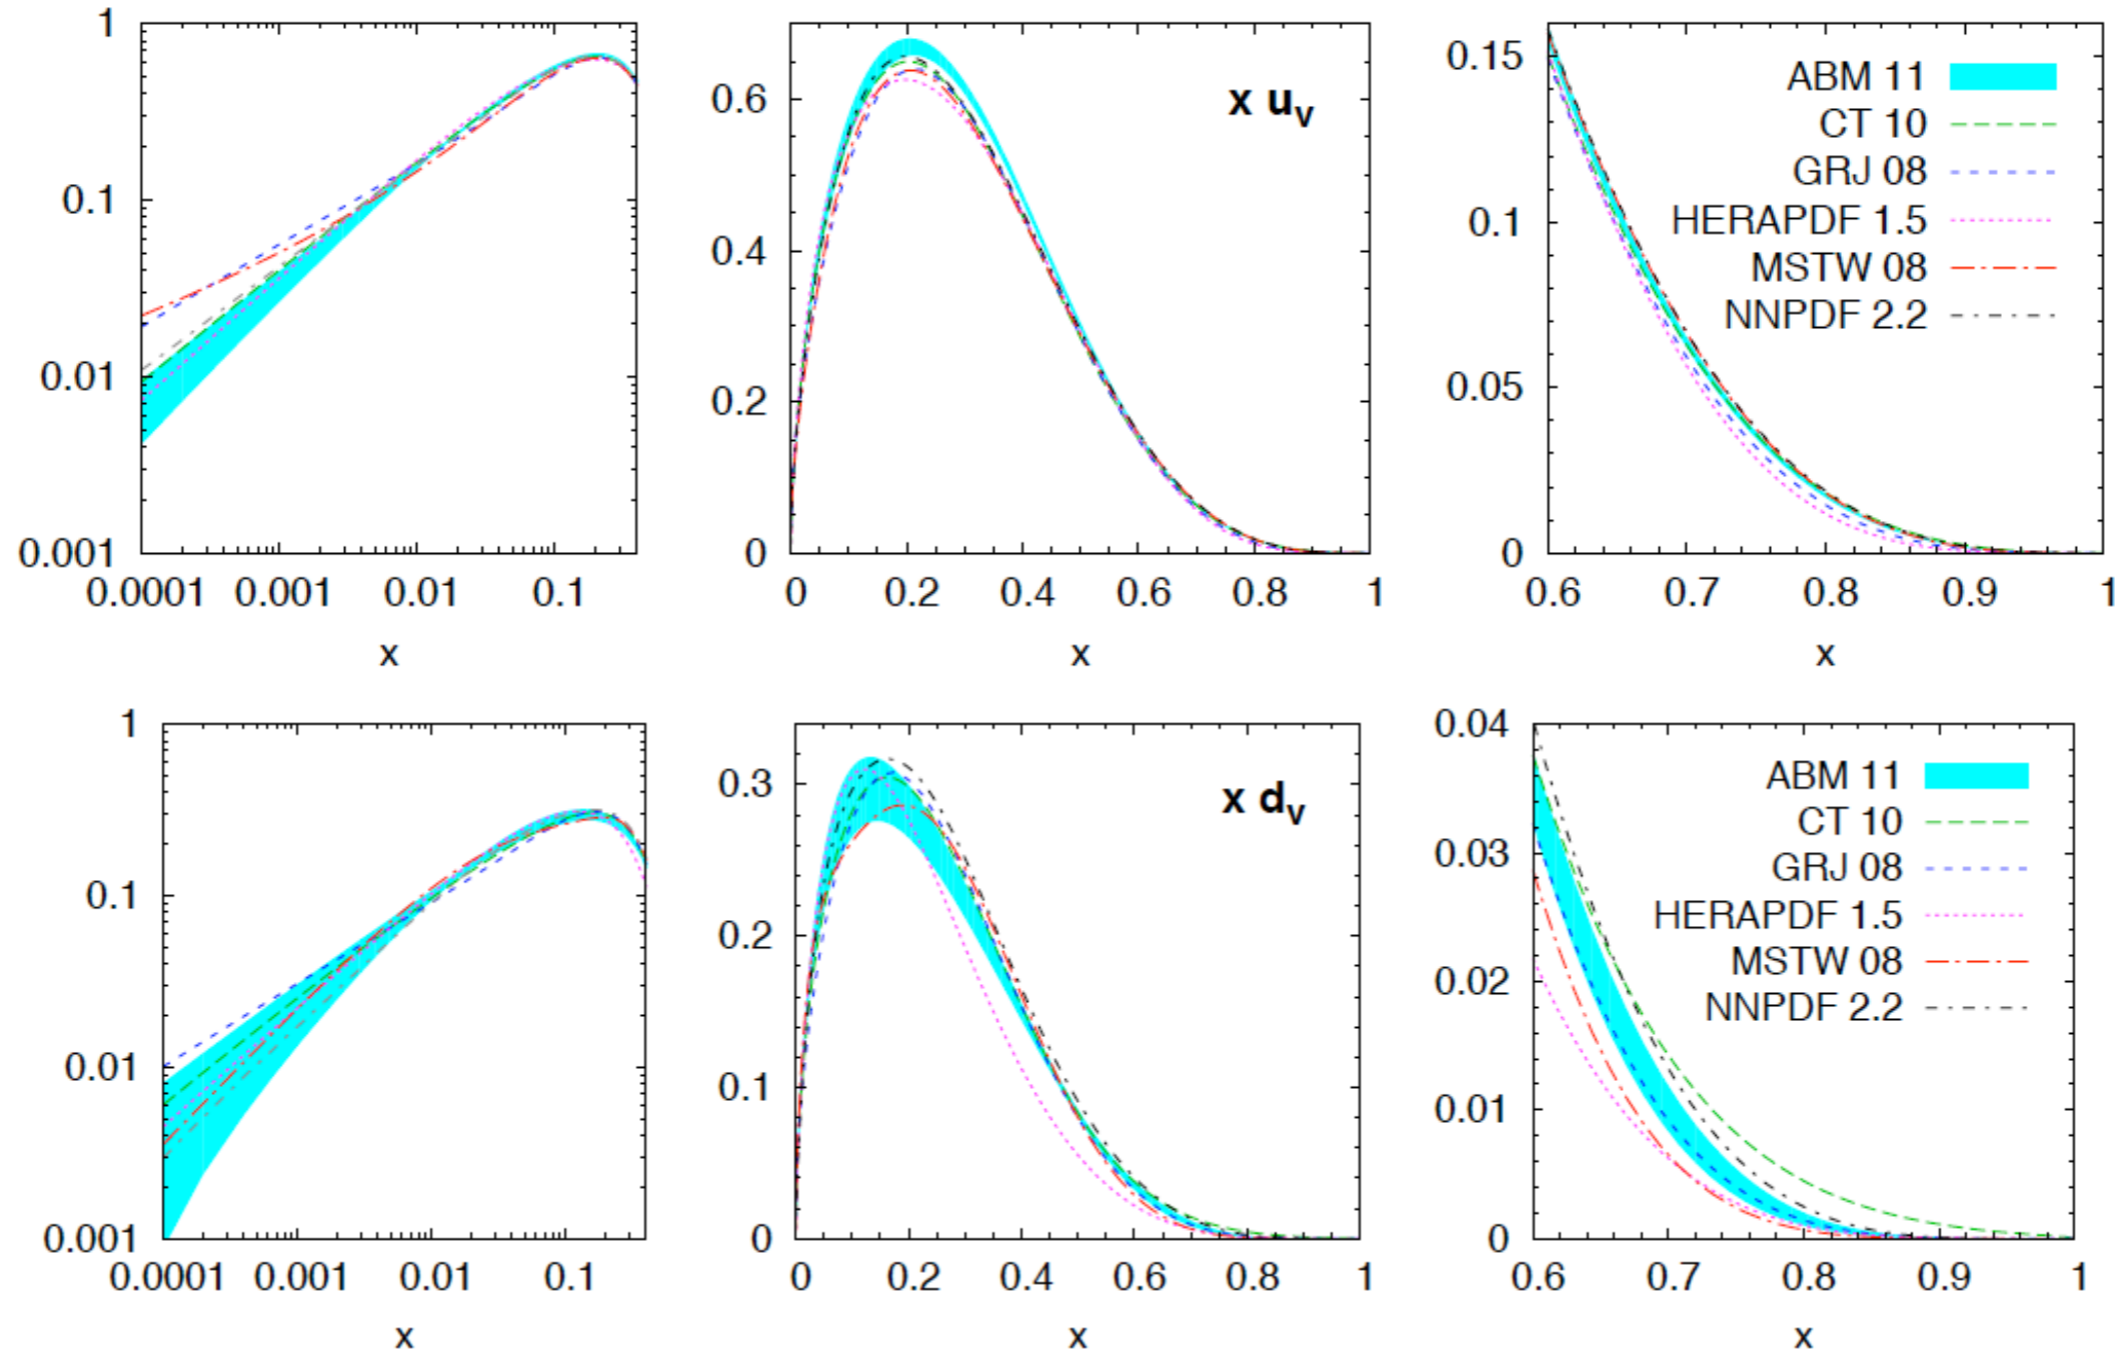 1
0.1
0.01
0.001
0.0001 0.001 0.01 0.1
x
0.6
0.4
0.2
0
0 0.2 0.4 0.6 0.8 1
x
x u_v
0.15
0.1
0.05
0
0.6 0.7 0.8 0.9 1
x
ABM 11
CT 10
GRJ 08
HERAPDF 1.5
MSTW 08
NNPDF 2.2
1
0.1
0.01
0.001
0.0001 0.001 0.01 0.1
x
0.3
0.2
0.1
0
0 0.2 0.4 0.6 0.8 1
x
x d_v
0.04
0.03
0.02
0.01
0
0.6 0.7 0.8 0.9 1
x
ABM 11
CT 10
GRJ 08
HERAPDF 1.5
MSTW 08
NNPDF 2.2